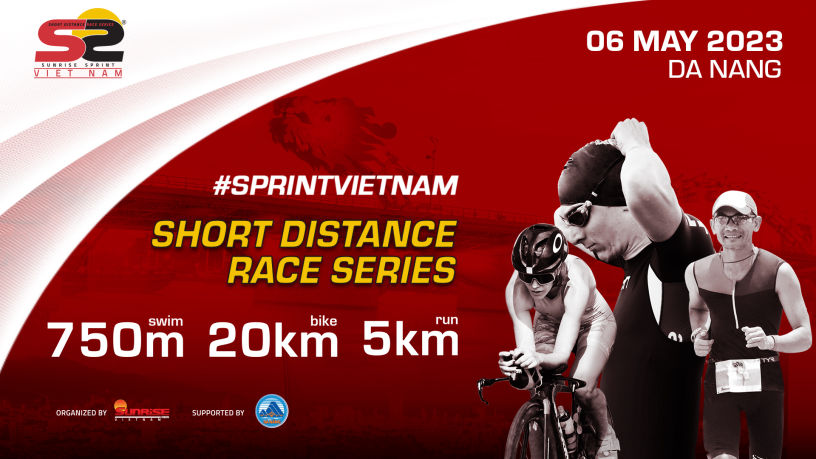 SHORT DISTANCE RACE SERIES
S2®
SUNRISE SPRINT
VIET NAM
06 MAY 2023
DA NANG
#SPRINTVIETNAM
SHORT DISTANCE
RACE SERIES
750m swim 20km bike 5km run
ORGANIZED BY SUNRISE VIETNAM SUPPORTED BY